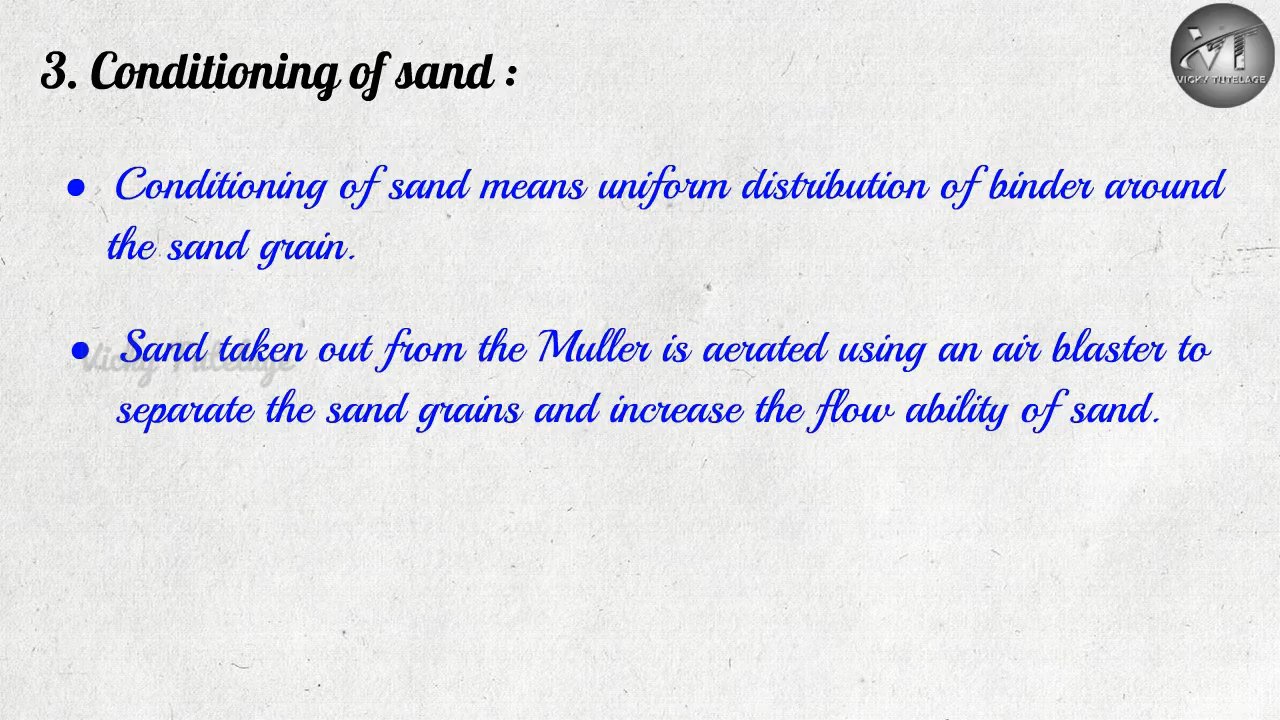 VICKY TUTELAGE
3. Conditioning of sand :
• Conditioning of sand means uniform distribution of binder around
the sand grain.
Vicky Tutelage
• Sand taken out from the Muller is aerated using an air blaster to
separate the sand grains and increase the flow ability of sand.